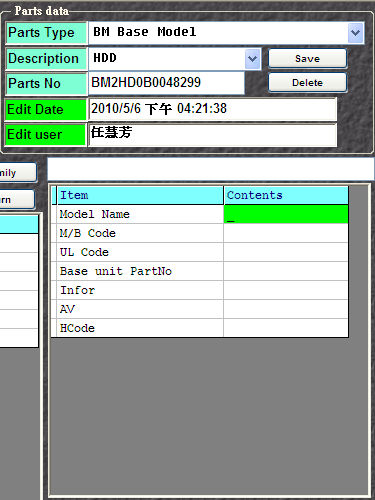 Parts data
Parts Type BM Base Model
Description HDD Save
Parts No BM2HD0B0048299 Delete
Edit Date 2010/5/6 下午 04:21:38
Edit user 任慧芳
mily
rn
Item Contents
Model Name _
M/B Code
UL Code
Base unit PartNo
Infor
AV
HCode